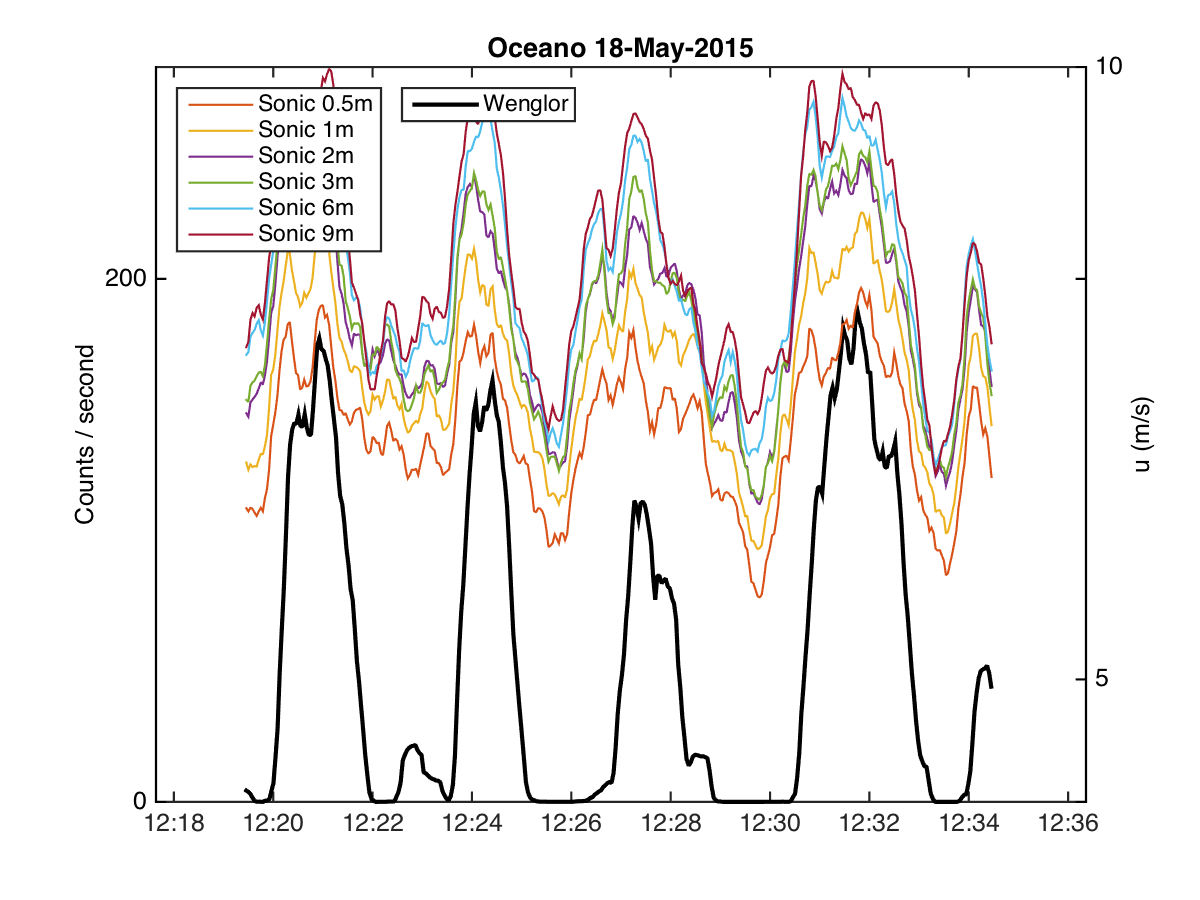 Oceano 18-May-2015
Sonic 0.5m
Sonic 1m
Sonic 2m
Sonic 3m
Sonic 6m
Sonic 9m
Wenglor
10
200
5
0
Counts / second
u (m/s)
12:18 12:20 12:22 12:24 12:26 12:28 12:30 12:32 12:34 12:36